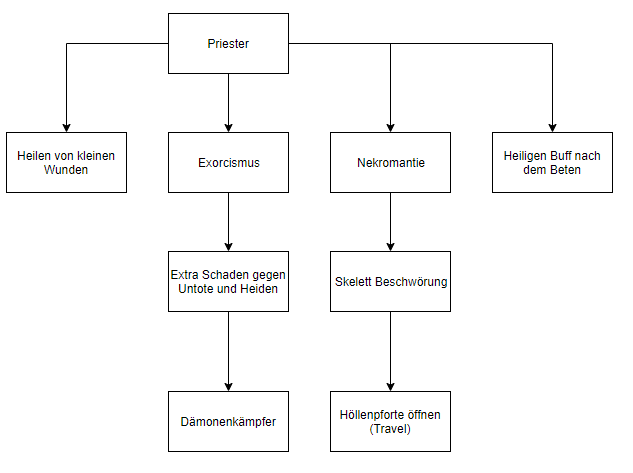 Priester
Heilen von kleinen
Wunden
Exorcismus
Nekromantie
Heiligen Buff nach
dem Beten
Extra Schaden gegen
Untote und Heiden
Skelett Beschwörung
Dämonenkämpfer
Höllenpforte öffnen
(Travel)